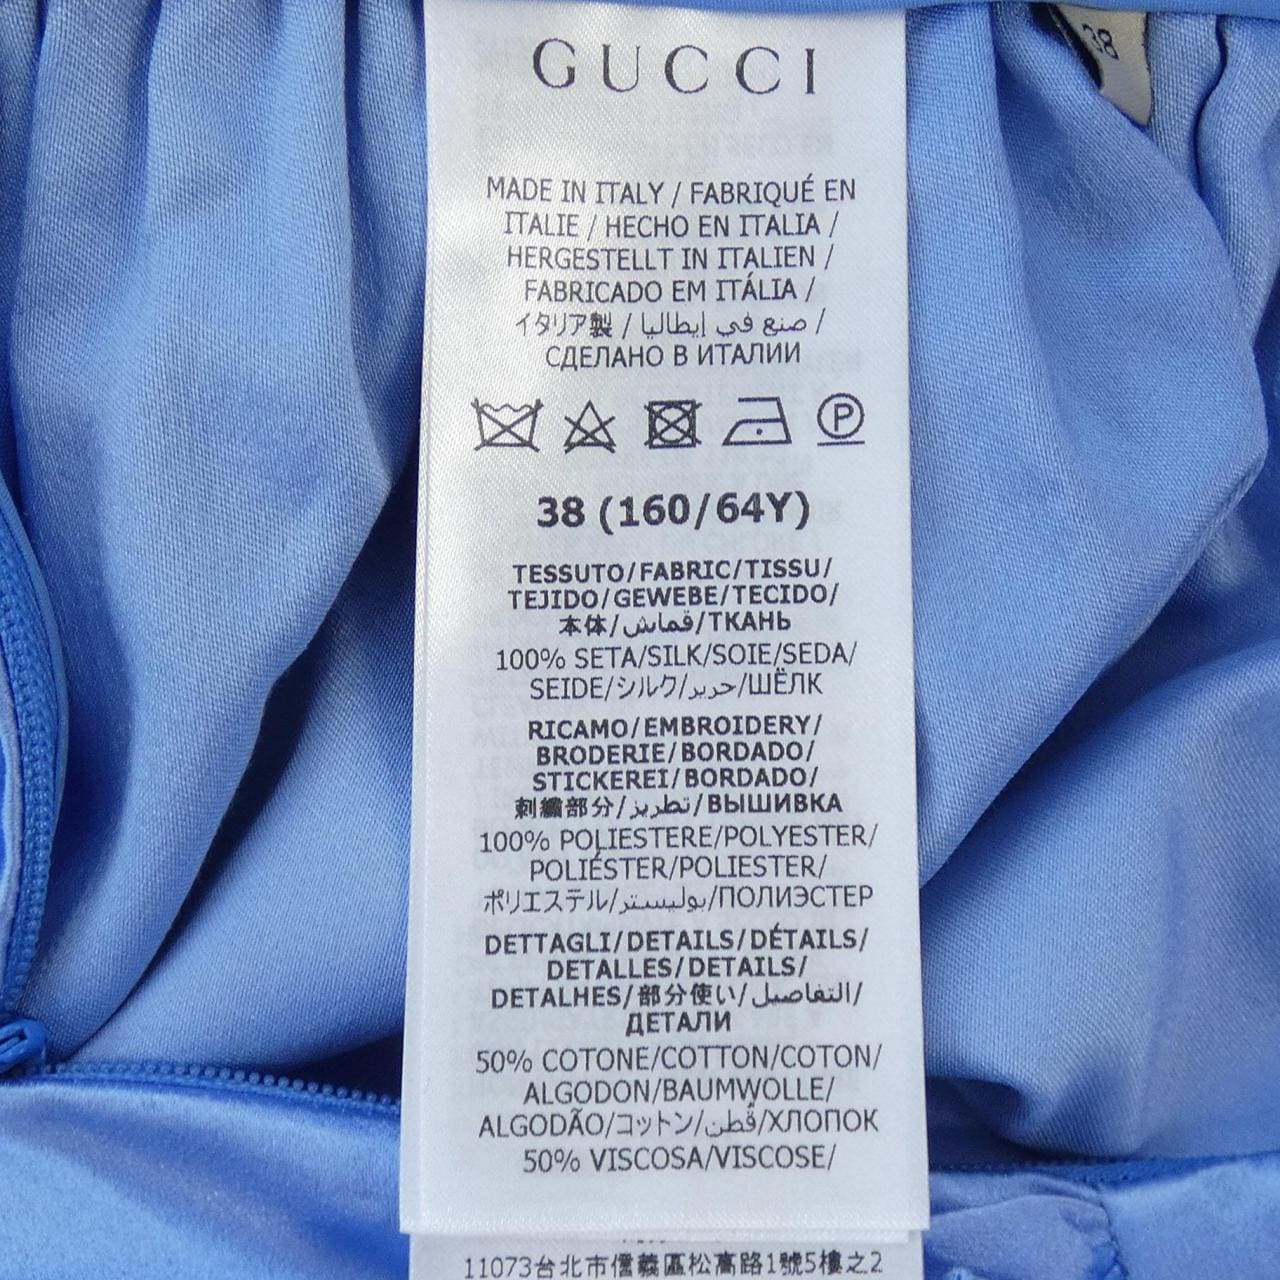 GUCCI
38
MADE IN ITALY / FABRIQUÉ EN
ITALIE / HECHO EN ITALIA /
HERGESTELLT IN ITALIEN /
FABRICADO EM ITÁLIA /
イタリア製 / صنع في إيطاليا /
СДЕЛАНО В ИТАЛИИ
P
38 (160/64Y)
TESSUTO/FABRIC/TISSU/
TEJIDO/GEWEBE/TECIDO/
本体/قماش/ТКАНЬ
100% SETA/SILK/SOIE/SEDA/
SEIDE/シルク/حرير/ШЁЛК
RICAMO/EMBROIDERY/
BRODERIE/BORDADO/
STICKEREI/BORDADO/
刺繍部分/تطريز/ВЫШИВКА
100% POLIESTERE/POLYESTER/
POLIÉSTER/POLIESTER/
ポリエステル/بوليستر/ПОЛИЭСТЕР
DETTAGLI/DETAILS/DÉTAILS/
DETALLES/DETAILS/
DETALHES/部分使い/التفاصيل/
ДЕТАЛИ
50% COTONE/COTTON/COTON/
ALGODON/BAUMWOLLE/
ALGODÃO/コットン/قُطن/ХЛОПОК
50% VISCOSA/VISCOSE/
11073台北市信義區松高路1號5樓之2